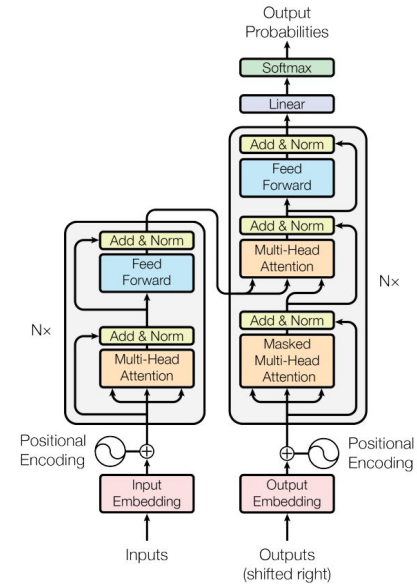 Output
Probabilities
Softmax
Linear
Add & Norm
Feed
Forward
Add & Norm
Multi-Head
Attention
Nx
Add & Norm
Masked
Multi-Head
Attention
Add & Norm
Feed
Forward
Nx
Add & Norm
Multi-Head
Attention
Positional
Encoding
Positional
Encoding
Input
Embedding
Output
Embedding
Inputs
Outputs
(shifted right)